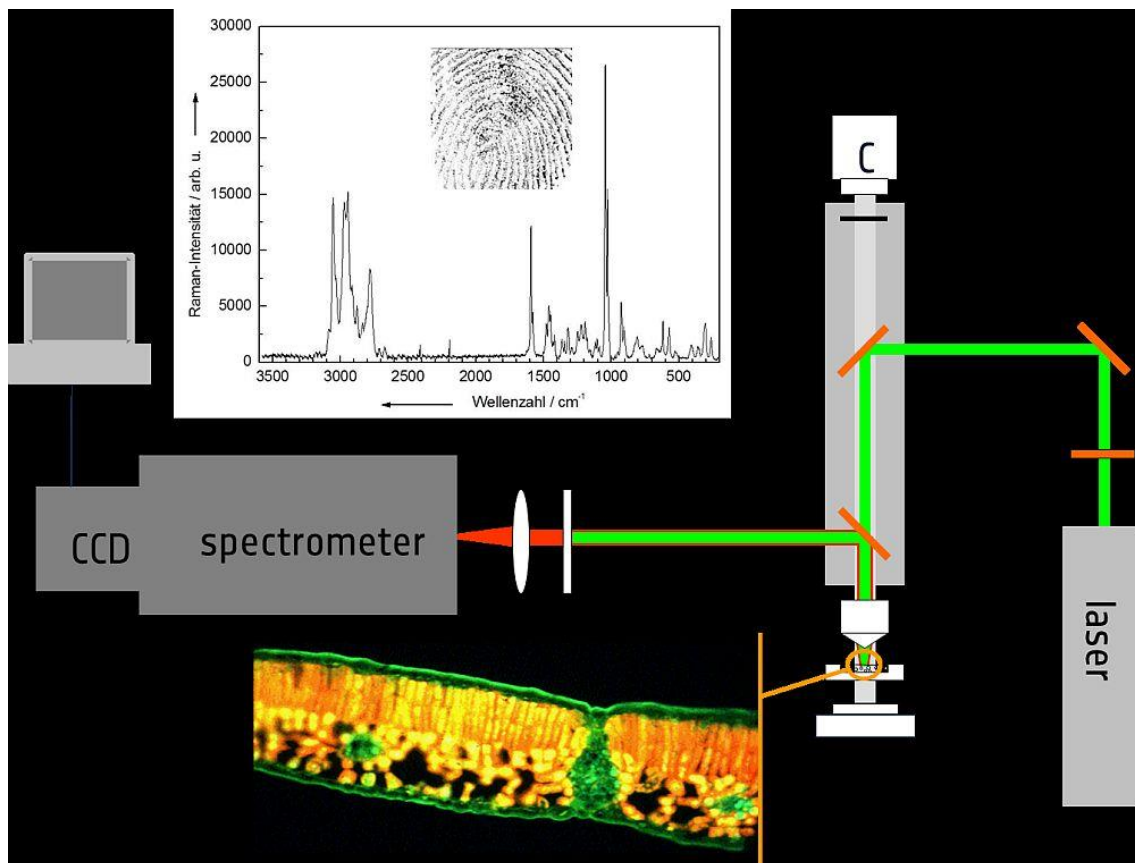 30000
25000
20000
15000
10000
5000
0
Raman-Intensität / arb. u.
3500 3000 2500 2000 1500 1000 500
Wellenzahl / cm⁻¹
C
CCD
spectrometer
laser